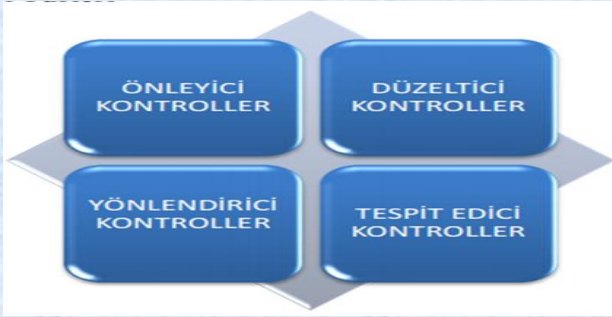 ÖNLEYİCİ
KONTROLLER
DÜZELTİCİ
KONTROLLER
YÖNLENDİRİCİ
KONTROLLER
TESPİT EDİCİ
KONTROLLER